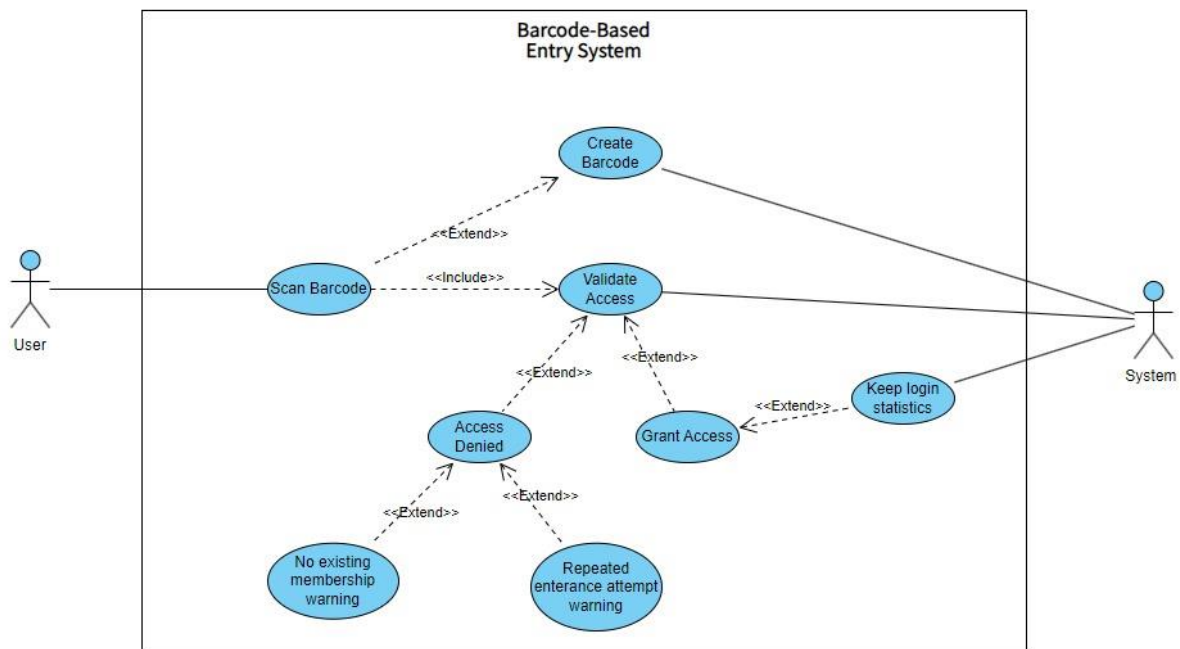 Barcode-Based
Entry System
Create
Barcode
<<Extend>>
Scan Barcode
<<Include>>
Validate
Access
User
<<Extend>>
<<Extend>>
System
Keep login
statistics
<<Extend>>
Access
Denied
Grant Access
<<Extend>>
<<Extend>>
No existing
membership
warning
Repeated
enterance attempt
warning